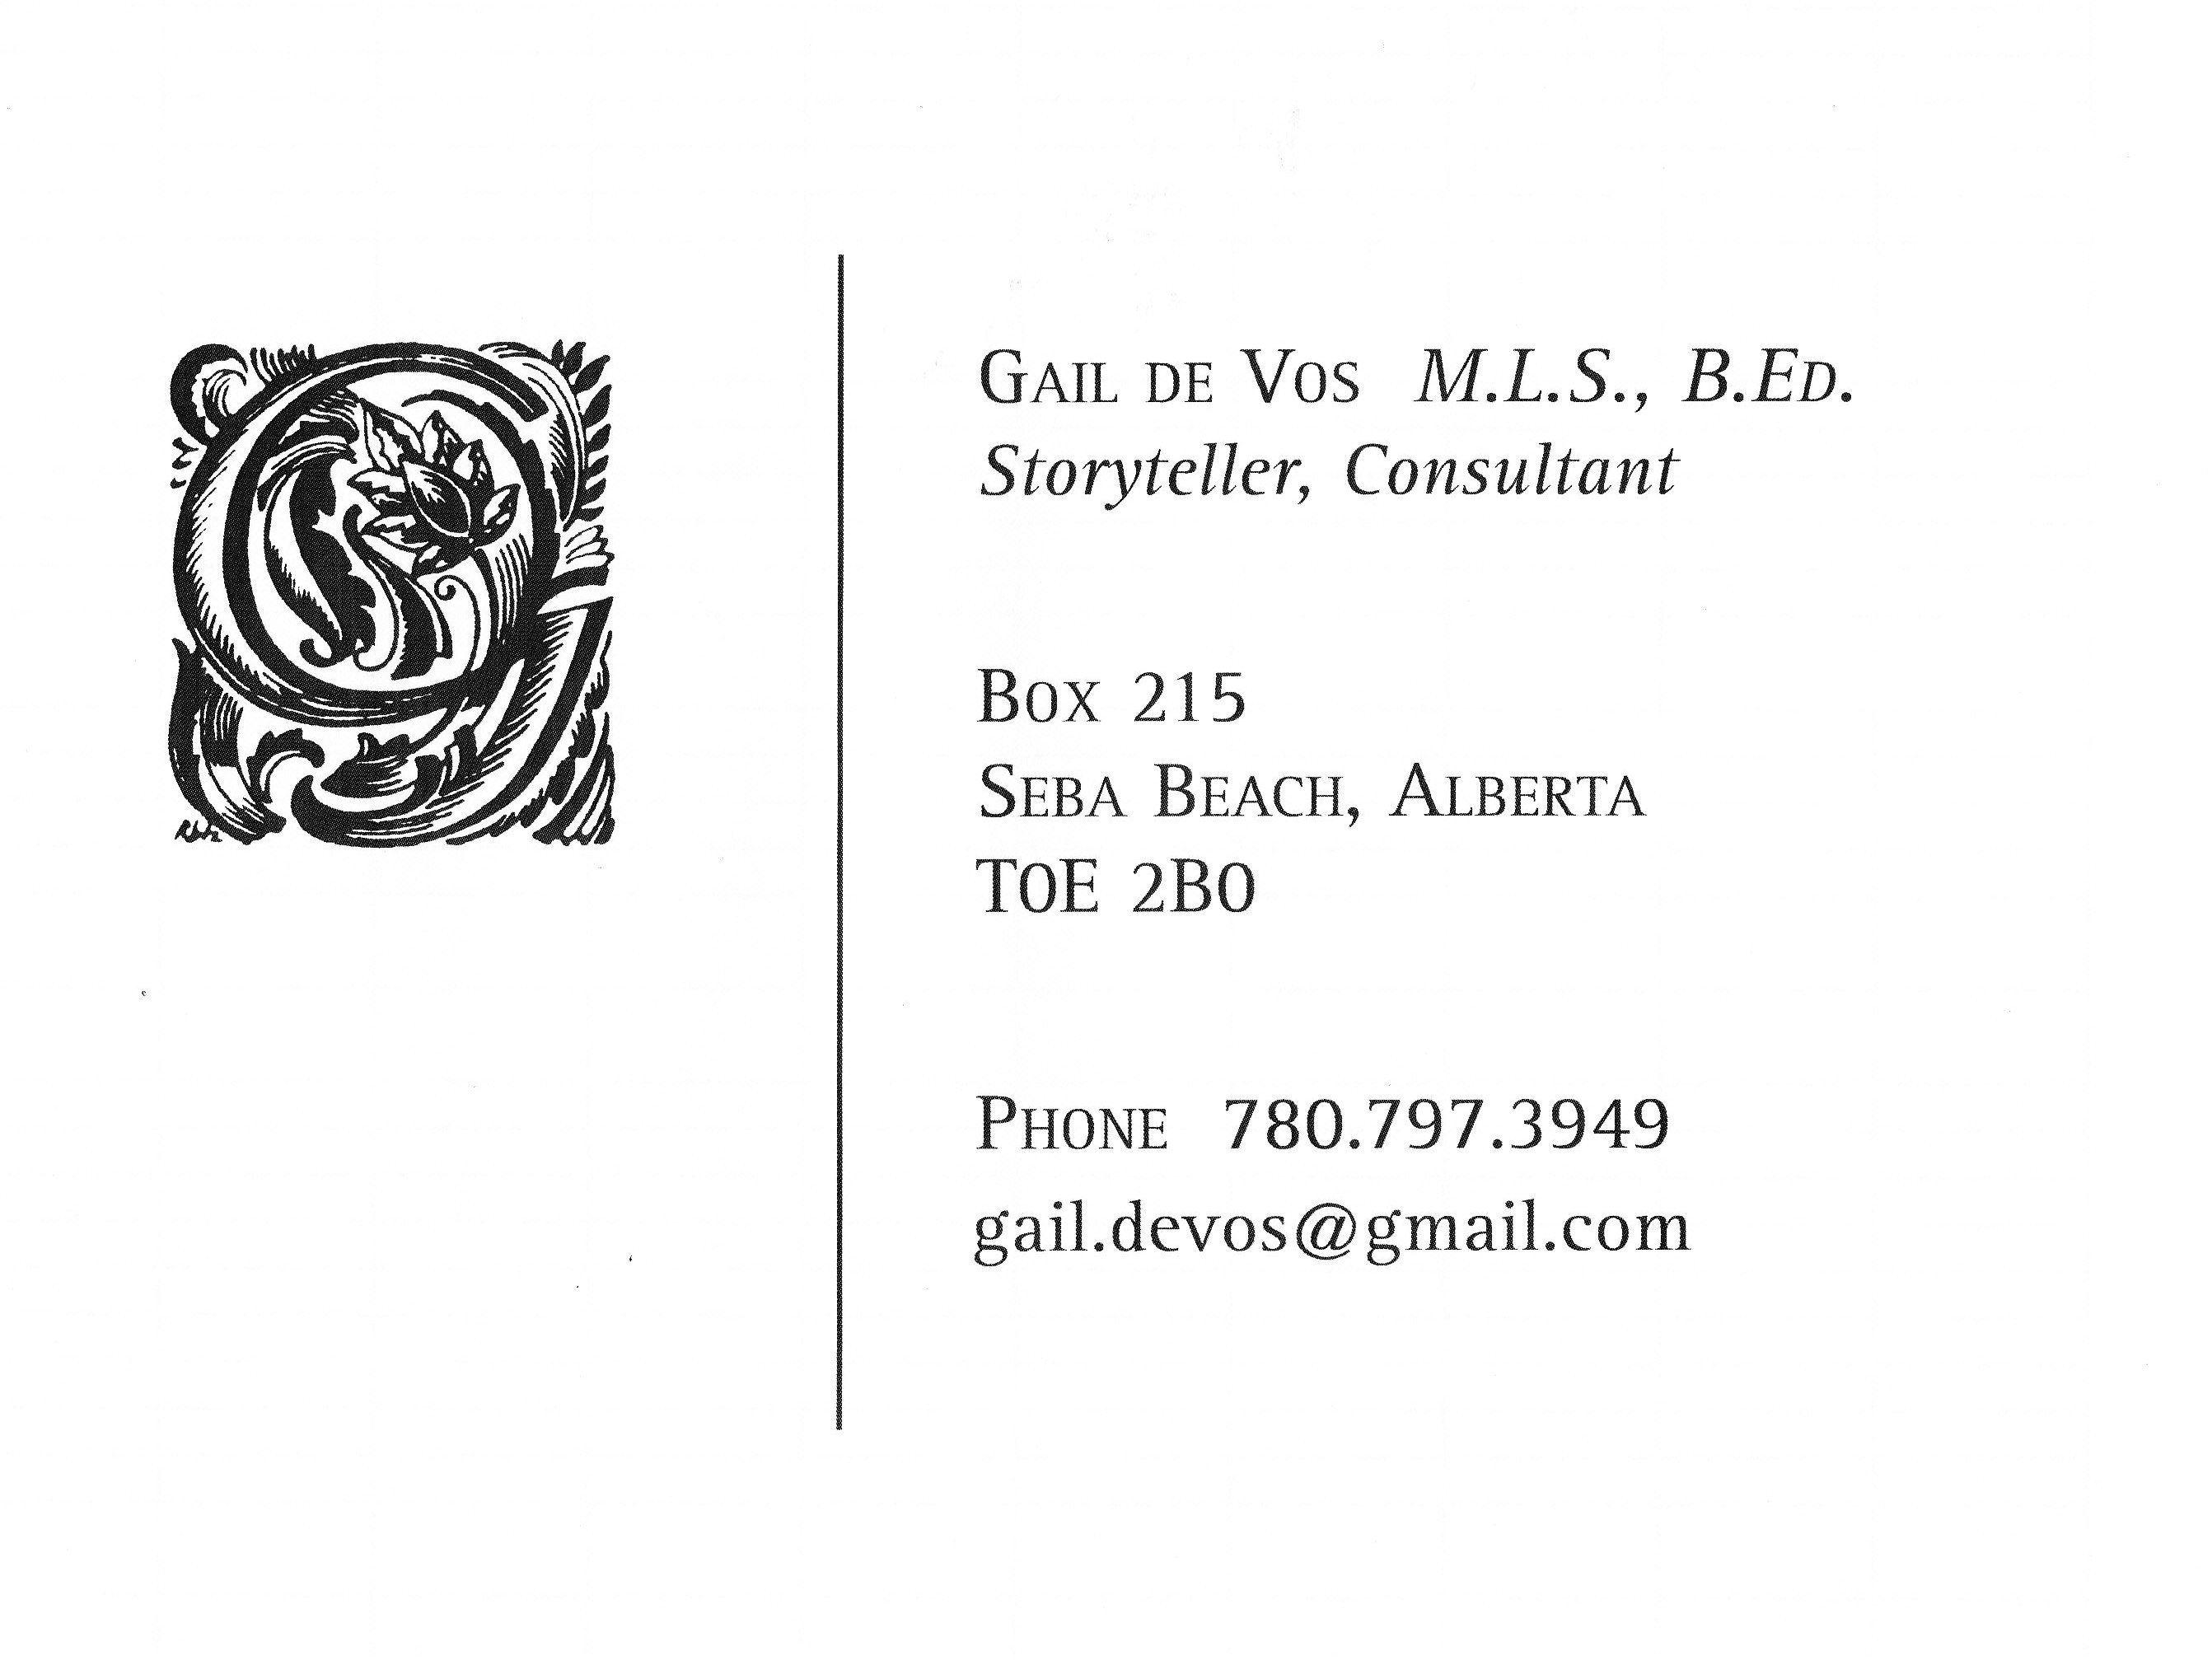 Gail de Vos M.L.S., B.Ed.
Storyteller, Consultant
Box 215
Seba Beach, Alberta
T0E 2B0
Phone 780.797.3949
gail.devos@gmail.com